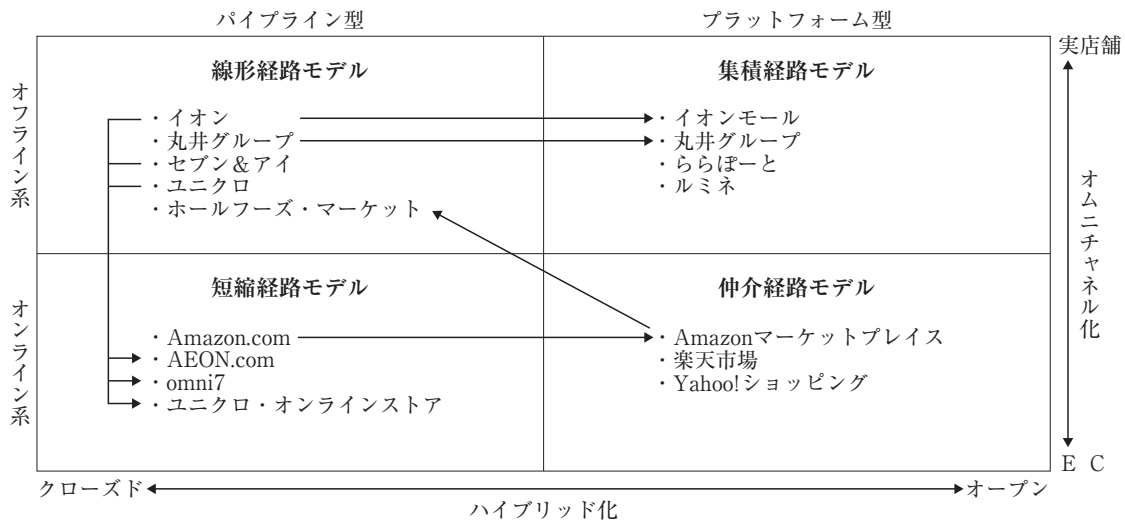 パイプライン型
プラットフォーム型
実店舗
オフライン系
線形経路モデル
・イオン
・丸井グループ
・セブン&アイ
・ユニクロ
・ホールフーズ・マーケット
集積経路モデル
・イオンモール
・丸井グループ
・ららぽーと
・ルミネ
オムニチャネル化
オンライン系
短縮経路モデル
・Amazon.com
・AEON.com
・omni7
・ユニクロ・オンラインストア
仲介経路モデル
・Amazonマーケットプレイス
・楽天市場
・Yahoo!ショッピング
E C
クローズド
オープン
ハイブリッド化